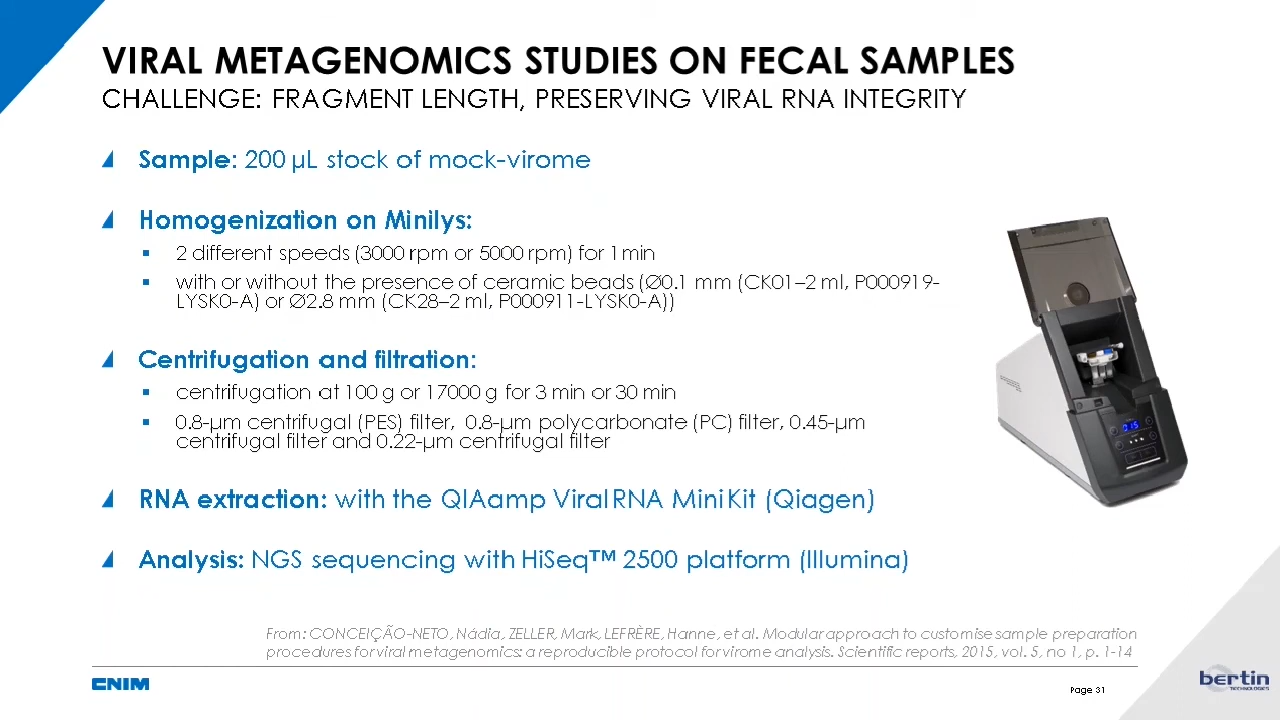 VIRAL METAGENOMICS STUDIES ON FECAL SAMPLES
CHALLENGE: FRAGMENT LENGTH, PRESERVING VIRAL RNA INTEGRITY
Sample: 200 µL stock of mock-virome
Homogenization on Minilys:
2 different speeds (3000 rpm or 5000 rpm) for 1 min
with or without the presence of ceramic beads (Ø0.1 mm (CK01–2 ml, P000919-
LYSK0-A) or Ø2.8 mm (CK28–2 ml, P000911-LYSK0-A))
Centrifugation and filtration:
centrifugation at 100 g or 17000 g for 3 min or 30 min
0.8-µm centrifugal (PES) filter, 0.8-µm polycarbonate (PC) filter, 0.45-µm
centrifugal filter and 0.22-µm centrifugal filter
RNA extraction: with the QIAamp Viral RNA Mini Kit (Qiagen)
Analysis: NGS sequencing with HiSeq™ 2500 platform (Illumina)
From: CONCEIÇÃO-NETO, Nádia, ZELLER, Mark, LEFRÈRE, Hanne, et al. Modular approach to customise sample preparation
procedures for viral metagenomics: a reproducible protocol for virome analysis. Scientific reports, 2015, vol. 5, no 1, p. 1-14
CNIM
Page 31
bertin
TECHNOLOGIES